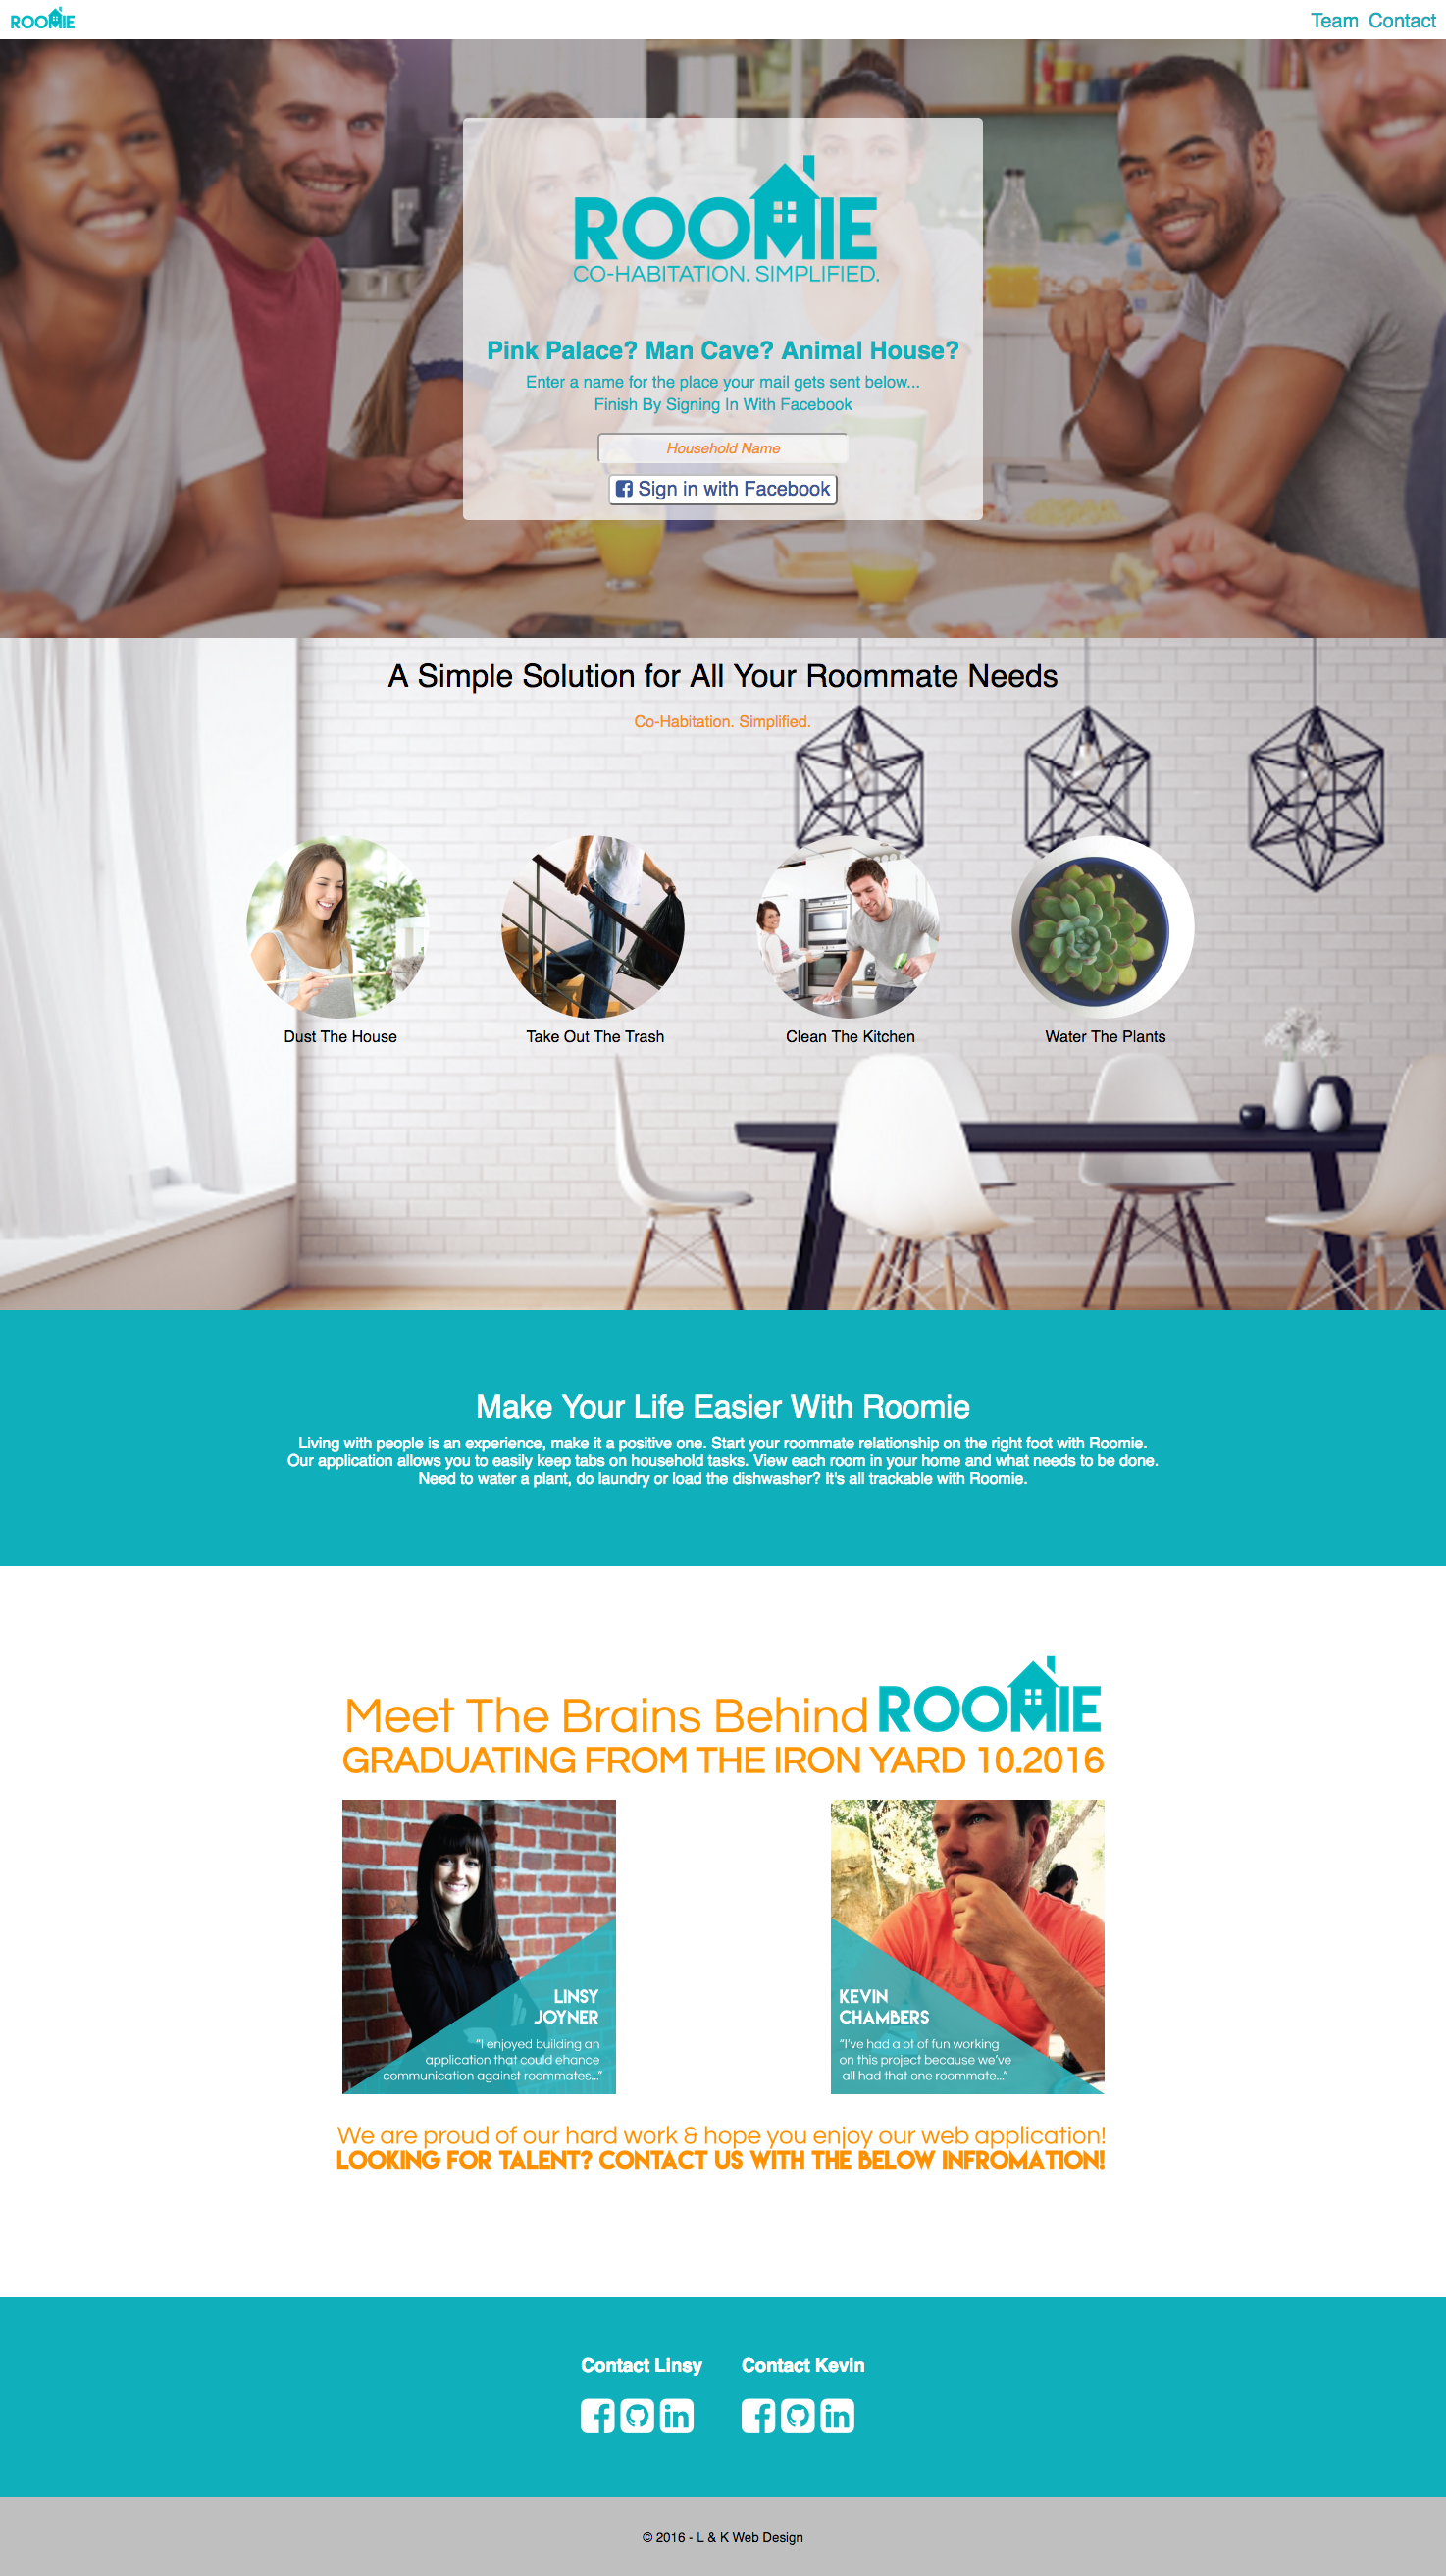 ROOMIE
Team Contact
ROOMIE
CO-HABITATION. SIMPLIFIED.
Pink Palace? Man Cave? Animal House?
Enter a name for the place your mail gets sent below...
Finish By Signing In With Facebook
Household Name
Sign in with Facebook
A Simple Solution for All Your Roommate Needs
Co-Habitation. Simplified.
Dust The House
Take Out The Trash
Clean The Kitchen
Water The Plants
Make Your Life Easier With Roomie
Living with people is an experience, make it a positive one. Start your roommate relationship on the right foot with Roomie.
Our application allows you to easily keep tabs on household tasks. View each room in your home and what needs to be done.
Need to water a plant, do laundry or load the dishwasher? It's all trackable with Roomie.
Meet The Brains Behind ROOMIE
GRADUATING FROM THE IRON YARD 10.2016
LINSY
JOYNER
"I enjoyed building an
application that could ehance
communication against roommates..."
KEVIN
CHAMBERS
"I've had a ot of fun working
on this project because we've
all had that one roommate..."
We are proud of our hard work & hope you enjoy our web application!
LOOKING FOR TALENT? CONTACT US WITH THE BELOW INFROMATION!
Contact Linsy
Contact Kevin
© 2016 - L & K Web Design